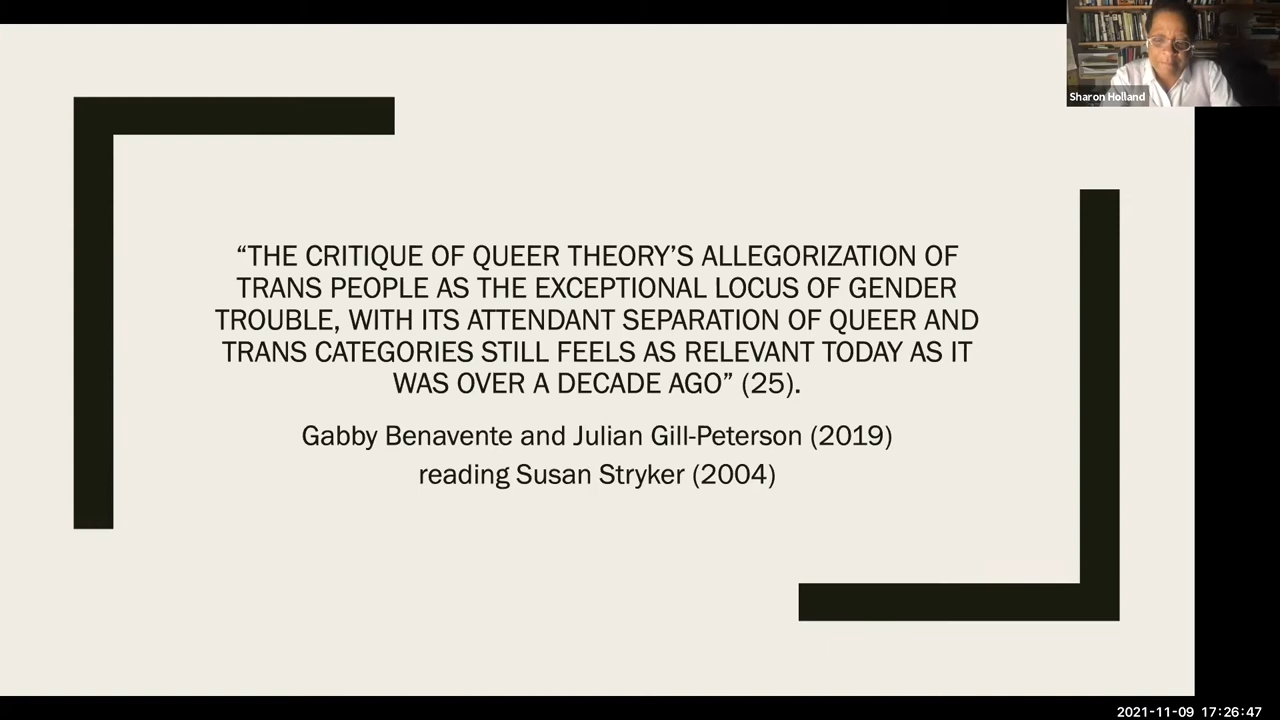 Sharon Holland
“THE CRITIQUE OF QUEER THEORY’S ALLEGORIZATION OF
TRANS PEOPLE AS THE EXCEPTIONAL LOCUS OF GENDER
TROUBLE, WITH ITS ATTENDANT SEPARATION OF QUEER AND
TRANS CATEGORIES STILL FEELS AS RELEVANT TODAY AS IT
WAS OVER A DECADE AGO” (25).
Gabby Benavente and Julian Gill-Peterson (2019)
reading Susan Stryker (2004)
2021-11-09 17:26:47